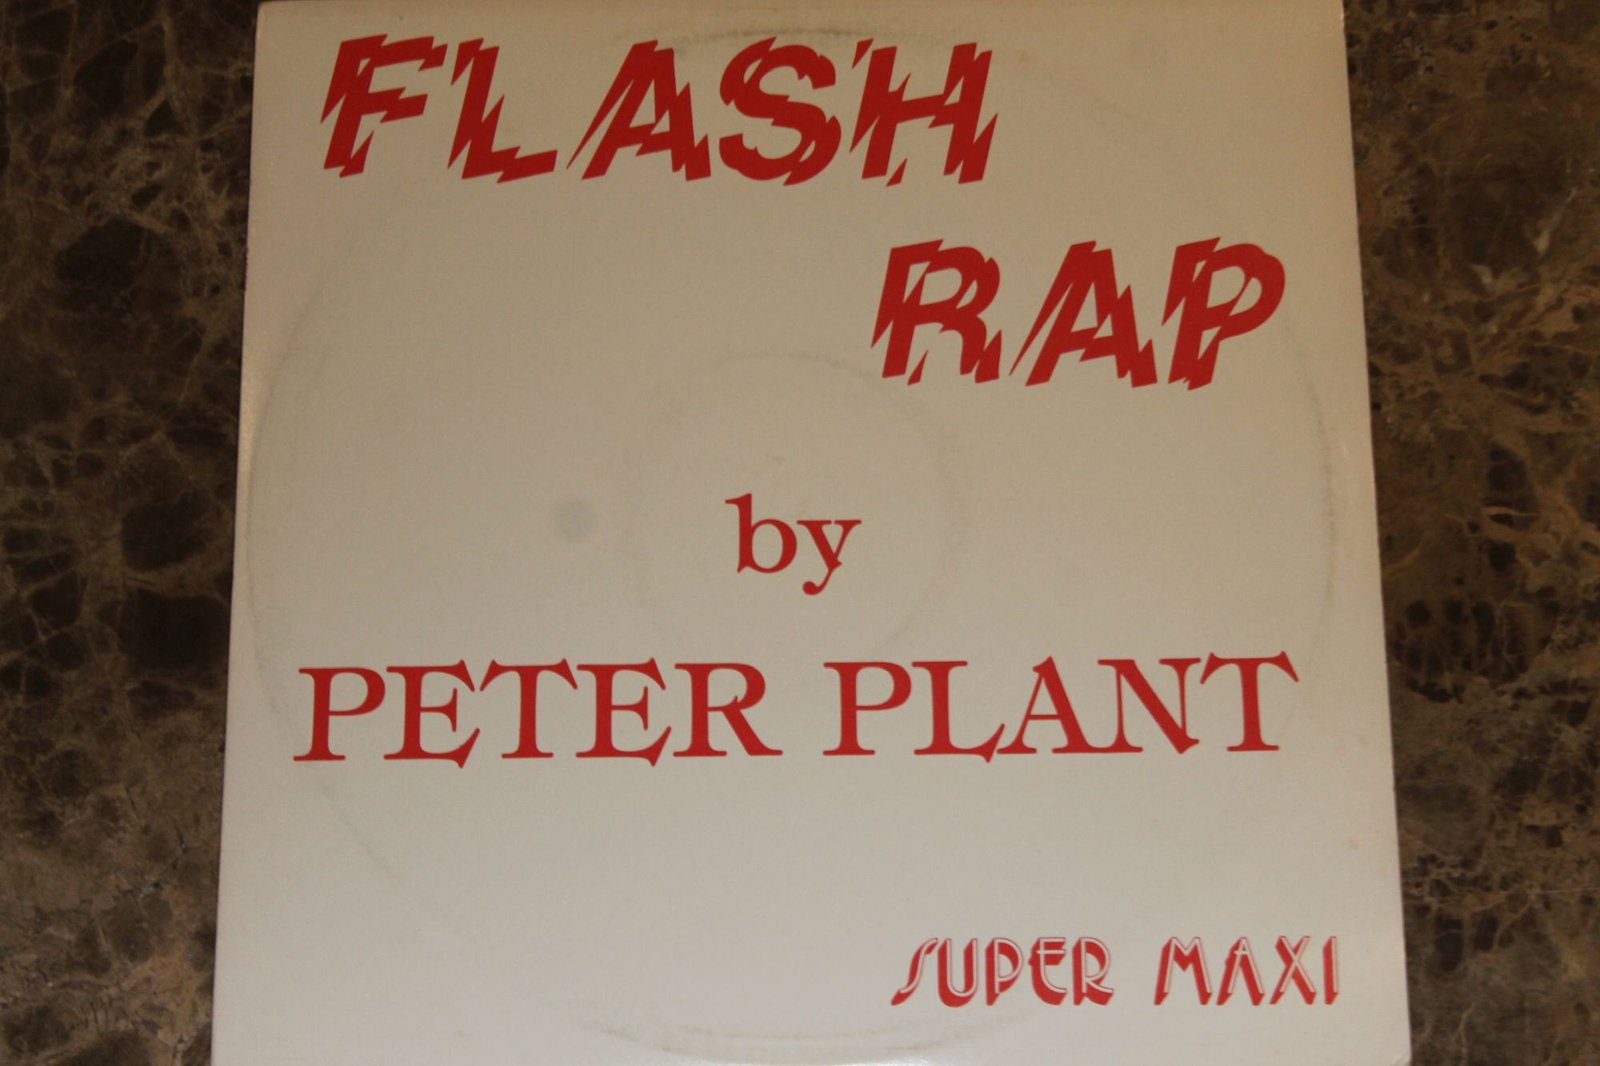 FLASH
RAP
by
PETER PLANT
SUPER MAXI